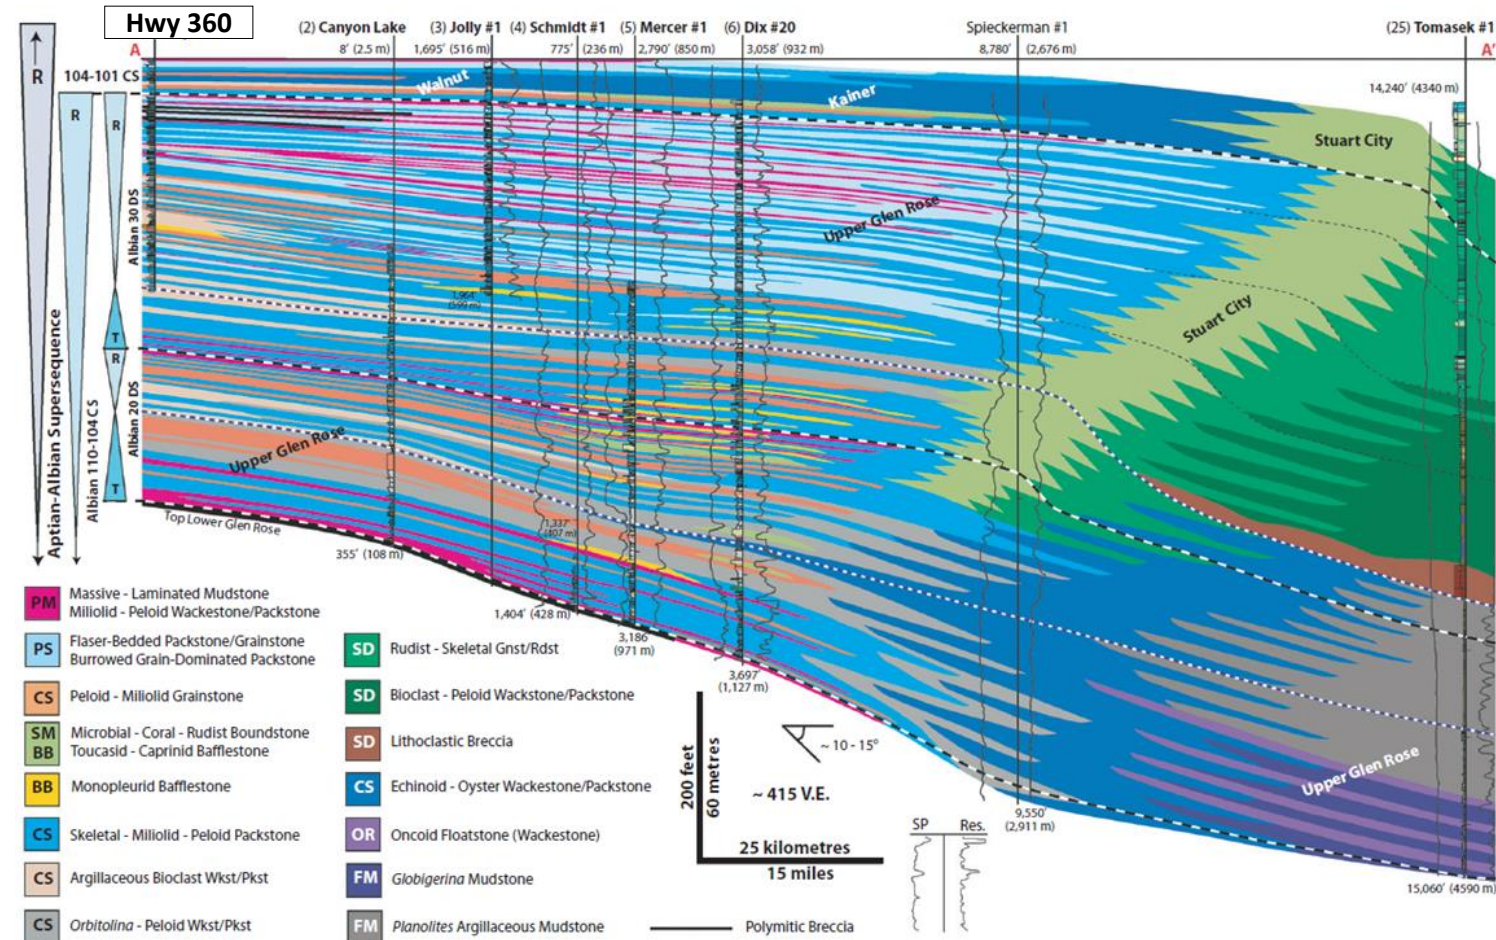 Hwy 360
(2) Canyon Lake
(3) Jolly #1
(4) Schmidt #1
(5) Mercer #1
(6) Dix #20
Spieckerman #1
(25) Tomasek #1
A
8' (2.5 m)
1,695' (516 m)
775'
(236 m)
2,790' (850 m)
3,058' (932 m)
8,780'
(2,676 m)
A'
R
104-101 CS
Walnut
Kainer
14,240' (4340 m)
R
R
Stuart City
Albian 30 DS
Upper Glen Rose
1,964'
(599 m)
Stuart City
T
R
Aptian-Albian Supersequence
Albian 110-104 CS
Albian 20 DS
Upper Glen Rose
T
Top Lower Glen Rose
1,337'
(407 m)
355' (108 m)
1,404' (428 m)
3,186
(971 m)
3,697'
(1,127 m)
Upper Glen Rose
9,550'
(2,911 m)
15,060' (4590 m)
PM
Massive - Laminated Mudstone
Miliolid - Peloid Wackestone/Packstone
PS
Flaser-Bedded Packstone/Grainstone
Burrowed Grain-Dominated Packstone
CS
Peloid - Miliolid Grainstone
SM
BB
Microbial - Coral - Rudist Boundstone
Toucasid - Caprinid Bafflestone
BB
Monopleurid Bafflestone
CS
Skeletal - Miliolid - Peloid Packstone
CS
Argillaceous Bioclast Wkst/Pkst
CS
Orbitolina - Peloid Wkst/Pkst
SD
Rudist - Skeletal Gnst/Rdst
SD
Bioclast - Peloid Wackstone/Packstone
SD
Lithoclastic Breccia
CS
Echinoid - Oyster Wackestone/Packstone
OR
Oncoid Floatstone (Wackestone)
FM
Globigerina Mudstone
FM
Planolites Argillaceous Mudstone
Polymitic Breccia
200 feet
60 metres
~ 10 - 15°
~ 415 V.E.
25 kilometres
15 miles
SP
Res.